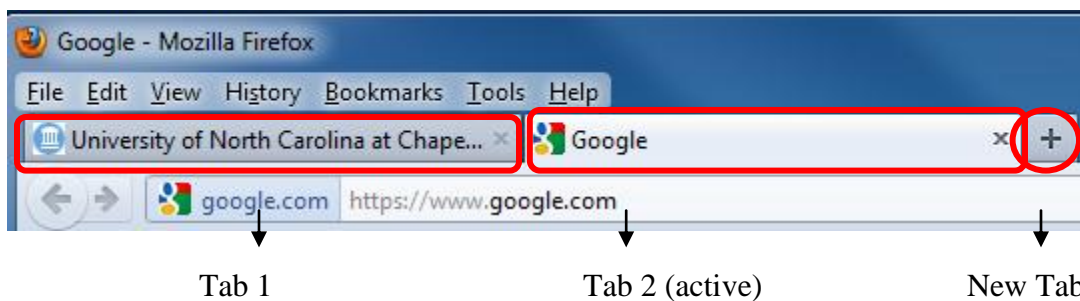 Google - Mozilla Firefox
File Edit View History Bookmarks Tools Help
University of North Carolina at Chape... × Google × +
google.com https://www.google.com
Tab 1 Tab 2 (active) New Tab